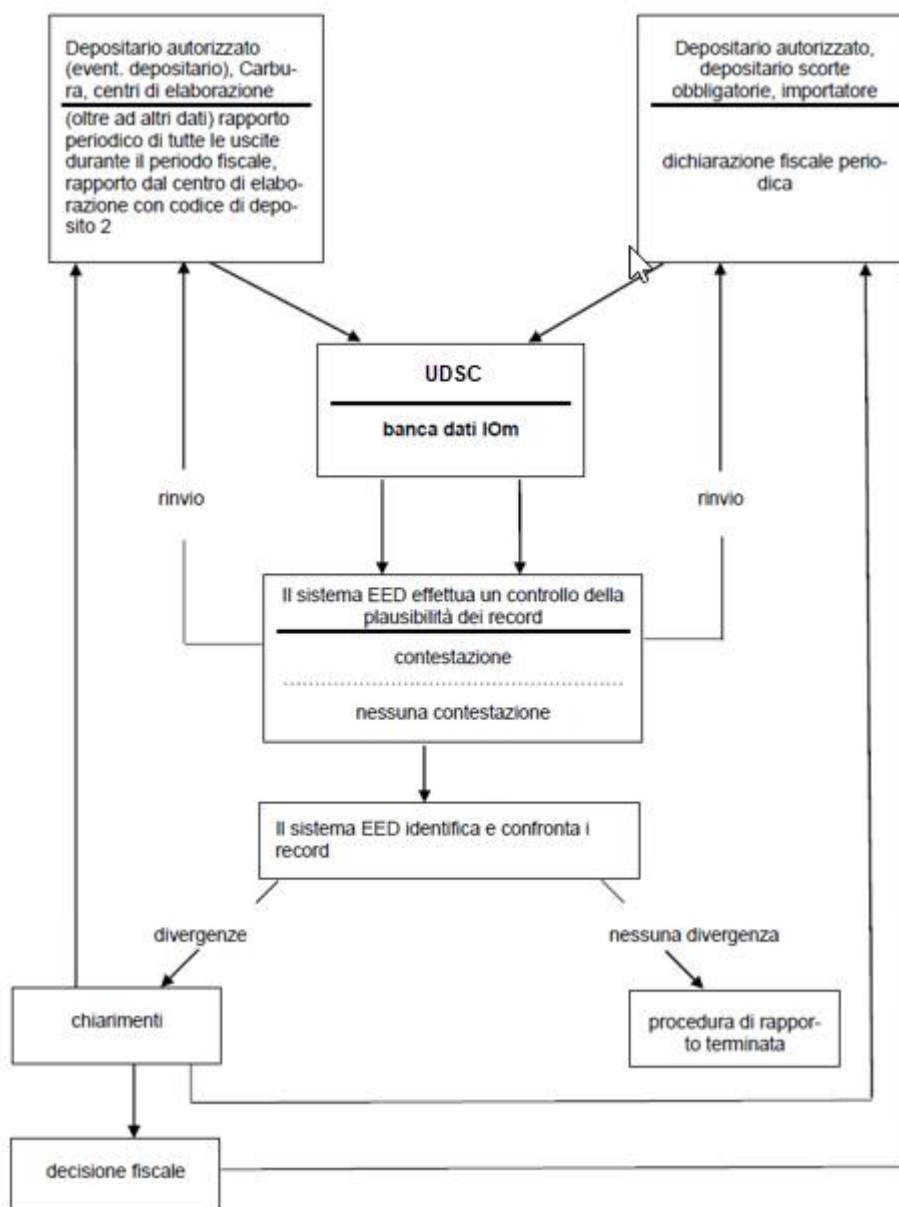 Depositario autorizzato
(event. depositario), Carbu-
ra, centri di elaborazione
(oltre ad altri dati) rapporto
periodico di tutte le uscite
durante il periodo fiscale,
rapporto dal centro di elabo-
razione con codice di depo-
sito 2
Depositario autorizzato,
depositario scorte
obbligatorie, importatore
dichiarazione fiscale perio-
dica
UDSC
banca dati IOm
rinvio
rinvio
Il sistema EED effettua un controllo della
plausibilità dei record
contestazione
nessuna contestazione
Il sistema EED identifica e confronta i
record
divergenze
nessuna divergenza
chiarimenti
procedura di rappor-
to terminata
decisione fiscale